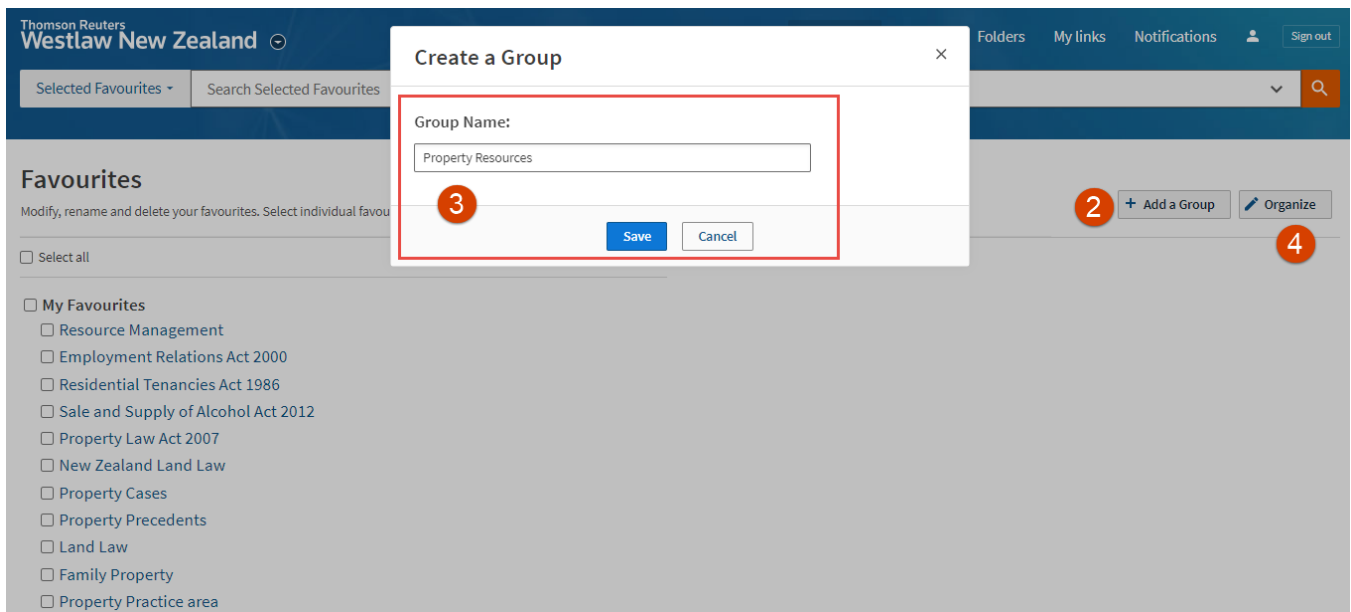 Thomson Reuters
Westlaw New Zealand
Folders
My links
Notifications
Sign out
Selected Favourites
Search Selected Favourites
Create a Group
Group Name:
Property Resources
3
Save
Cancel
Favourites
Modify, rename and delete your favourites. Select individual favou
2
+ Add a Group
Organize
4
Select all
My Favourites
Resource Management
Employment Relations Act 2000
Residential Tenancies Act 1986
Sale and Supply of Alcohol Act 2012
Property Law Act 2007
New Zealand Land Law
Property Cases
Property Precedents
Land Law
Family Property
Property Practice area